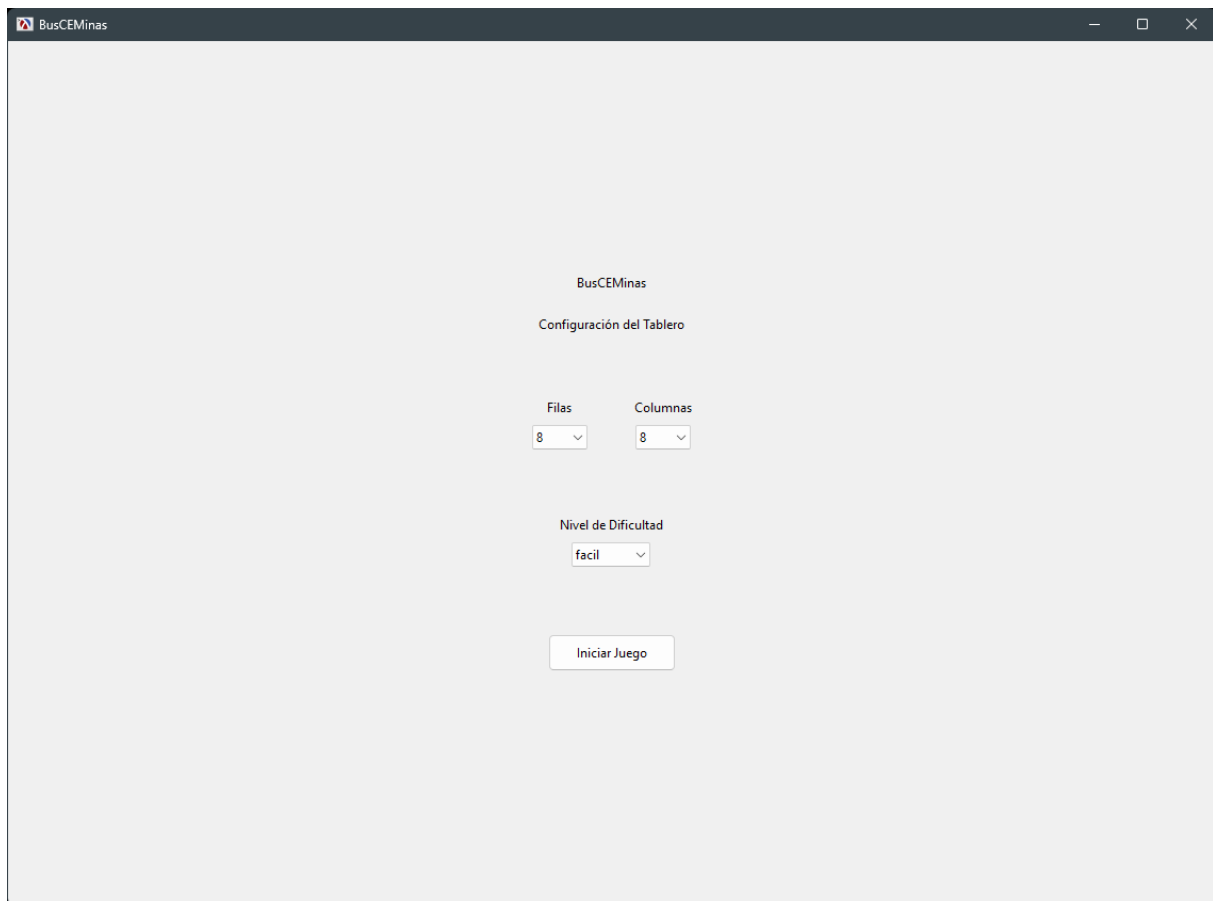 BusCEMinas
BusCEMinas
Configuración del Tablero
Filas Columnas
8 8
Nivel de Dificultad
facil
Iniciar Juego